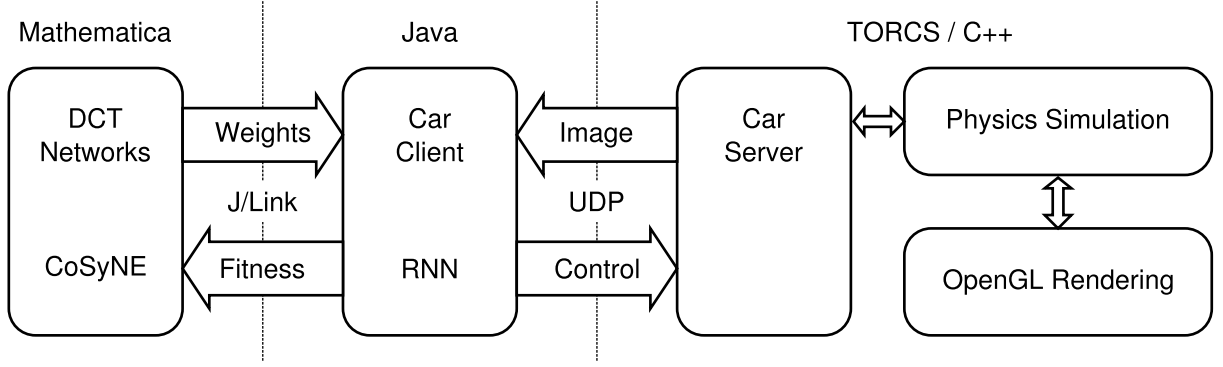 Mathematica
Java
TORCS / C++
DCT
Networks
Weights
Car
Client
Image
Car
Server
Physics Simulation
J/Link
UDP
CoSyNE
Fitness
RNN
Control
OpenGL Rendering